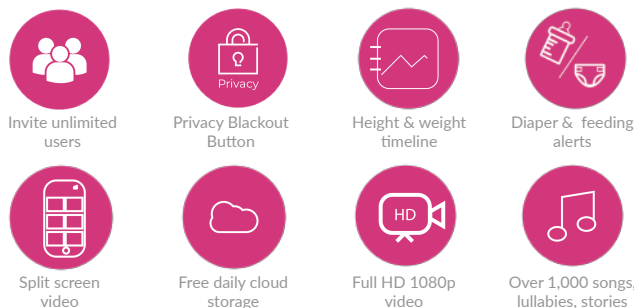 Privacy
Invite unlimited
users
Privacy Blackout
Button
Height & weight
timeline
Diaper & feeding
alerts
HD
Split screen
video
Free daily cloud
storage
Full HD 1080p
video
Over 1,000 songs,
lullabies, stories